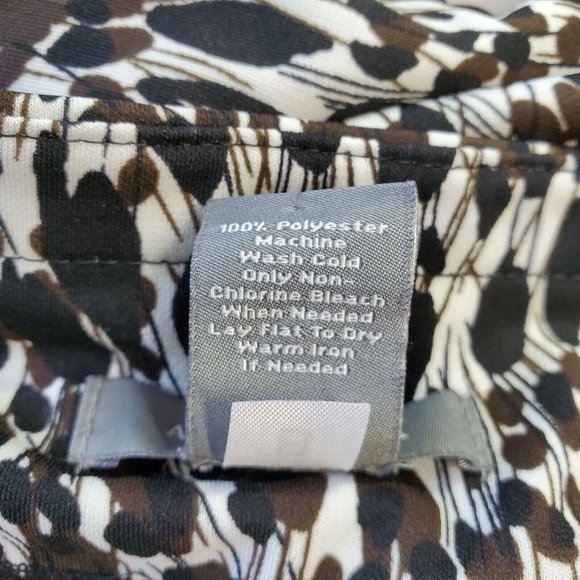 100% Polyester
Machine
Wash Cold
Only Non-
Chlorine Bleach
When Needed
Lay Flat To Dry
Warm Iron
If Needed